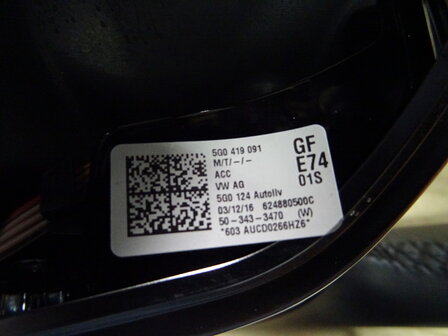 5G0 419 091
M/T/-/-
ACC
VW AG
5G0 124 Autoliv
03/12/16 624880500C
50-343-3470 (W)
*603 AUCD0266HZ6*
GF
E74
01S